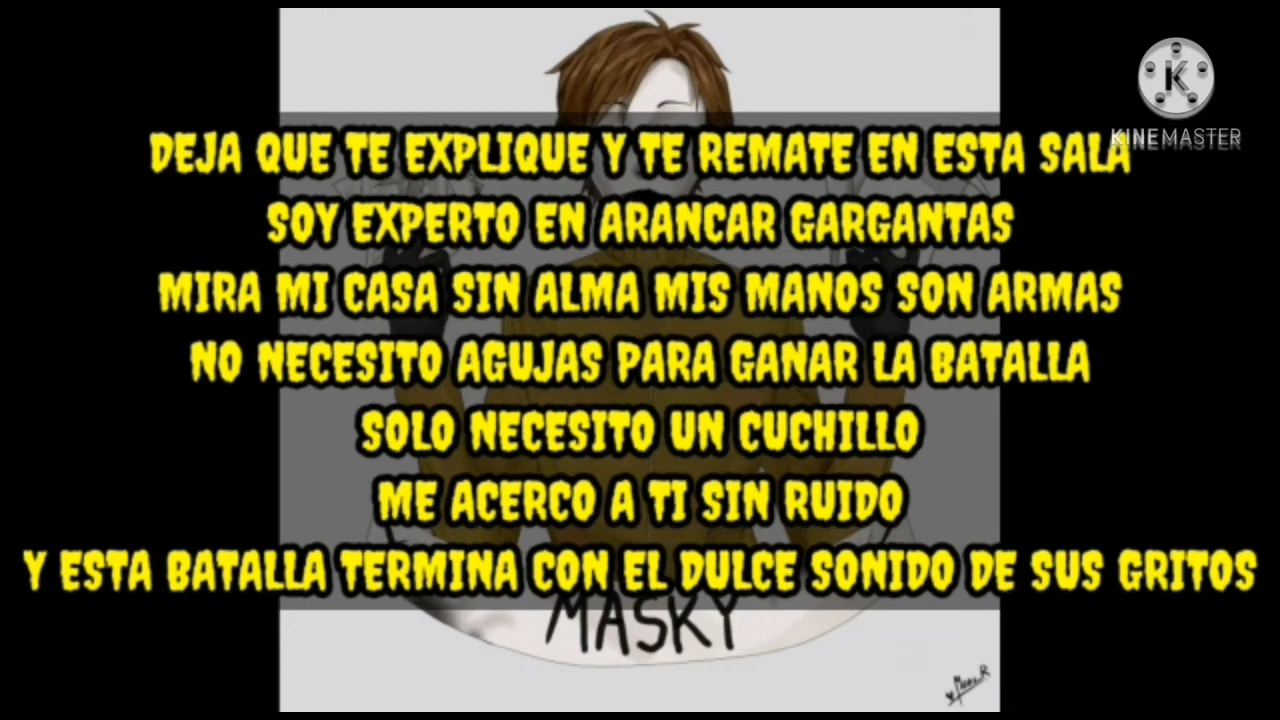 DEJA QUE TE EXPLIQUE Y TE REMATE EN ESTA SALA
SOY EXPERTO EN ARANCAR GARGANTAS
MIRA MI CASA SIN ALMA MIS MANOS SON ARMAS
NO NECESITO AGUJAS PARA GANAR LA BATALLA
SOLO NECESITO UN CUCHILLO
ME ACERCO A TI SIN RUIDO
Y ESTA BATALLA TERMINA CON EL DULCE SONIDO DE SUS GRITOS
MASKY
K
KINEMASTER